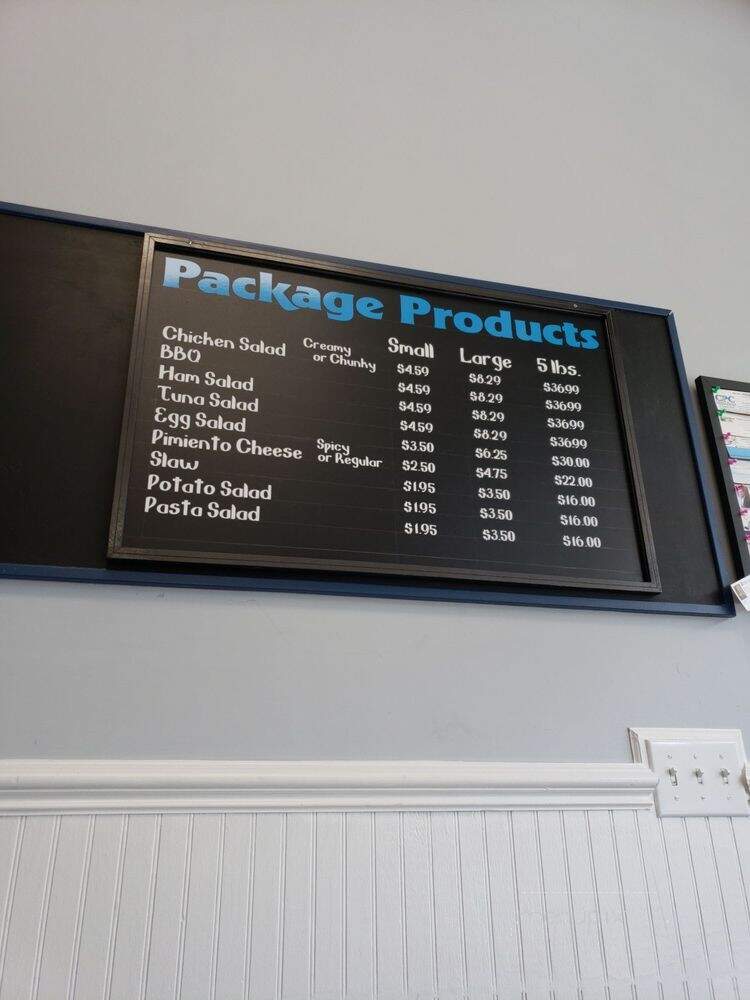 Package Products
Small Large 5 lbs.
Chicken Salad Creamy or Chunky $4.59 $8.29 $36.99
BBQ $4.59 $8.29 $36.99
Ham Salad $4.59 $8.29 $36.99
Tuna Salad $4.59 $8.29 $36.99
Egg Salad $3.50 $6.25 $30.00
Pimiento Cheese Spicy or Regular $2.50 $4.75 $22.00
Slaw $1.95 $3.50 $16.00
Potato Salad $1.95 $3.50 $16.00
Pasta Salad $1.95 $3.50 $16.00